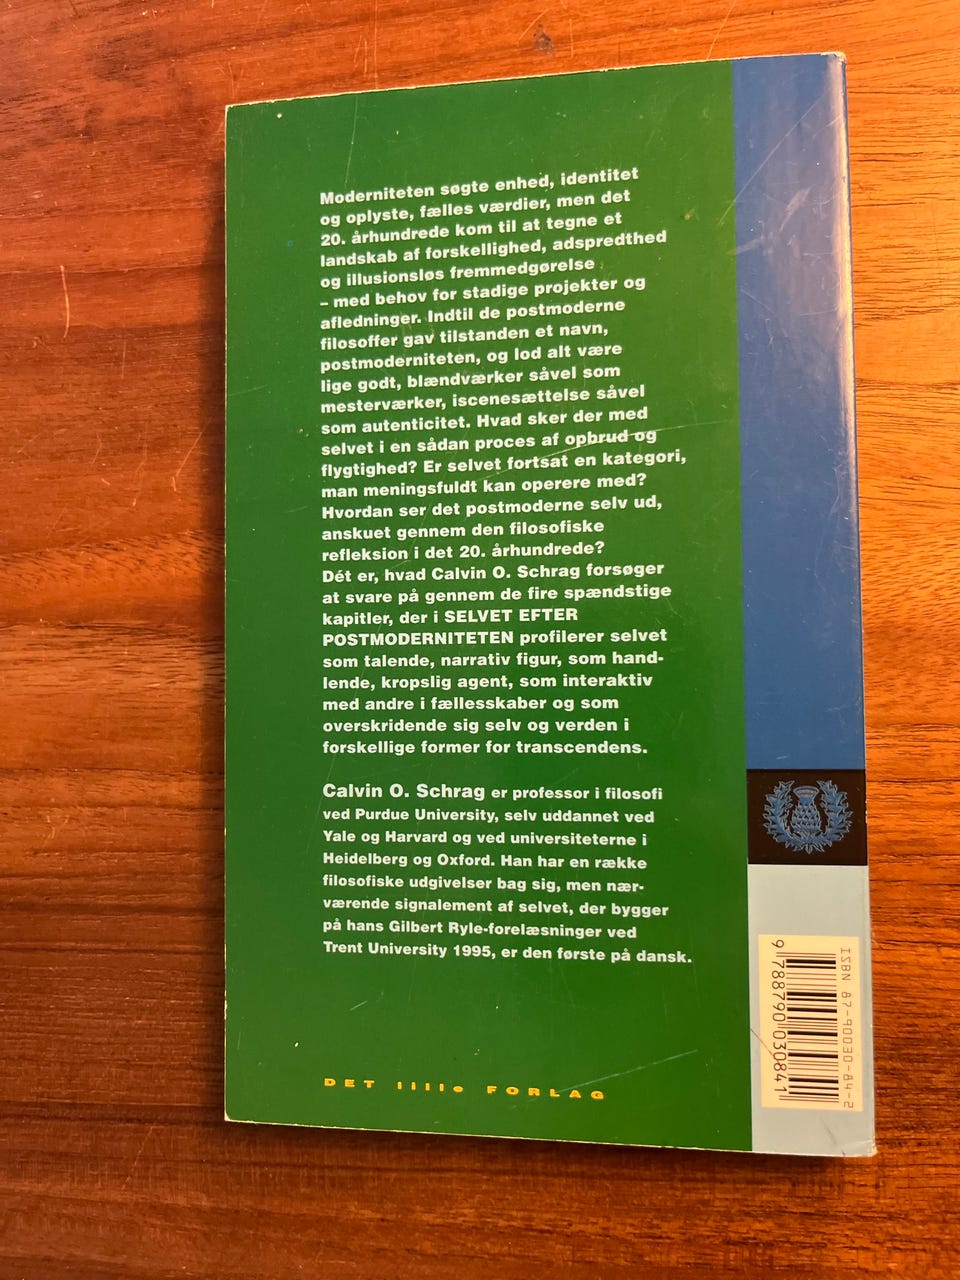 Moderniteten søgte enhed, identitet
og oplyste, fælles værdier, men det
20. århundrede kom til at tegne et
landskab af forskellighed, adspredthed
og illusionsløs fremmedgørelse
– med behov for stadige projekter og
afledninger. Indtil de postmoderne
filosoffer gav tilstanden et navn,
postmoderniteten, og lod alt være
lige godt, blændværker såvel som
mesterværker, iscenesættelse såvel
som autenticitet. Hvad sker der med
selvet i en sådan proces af opbrud og
flygtighed? Er selvet fortsat en kategori,
man meningsfuldt kan operere med?
Hvordan ser det postmoderne selv ud,
anskuet gennem den filosofiske
refleksion i det 20. århundrede?
Dét er, hvad Calvin O. Schrag forsøger
at svare på gennem de fire spændstige
kapitler, der i SELVET EFTER
POSTMODERNITETEN profilerer selvet
som talende, narrativ figur, som hand-
lende, kropslig agent, som interaktiv
med andre i fællesskaber og som
overskridende sig selv og verden i
forskellige former for transcendens.
Calvin O. Schrag er professor i filosofi
ved Purdue University, selv uddannet ved
Yale og Harvard og ved universiteterne i
Heidelberg og Oxford. Han har en række
filosofiske udgivelser bag sig, men nær-
værende signalement af selvet, der bygger
på hans Gilbert Ryle-forelæsninger ved
Trent University 1995, er den første på dansk.
DET lille FORLAG
ISBN 87-90030-84-2
9 788790 030841